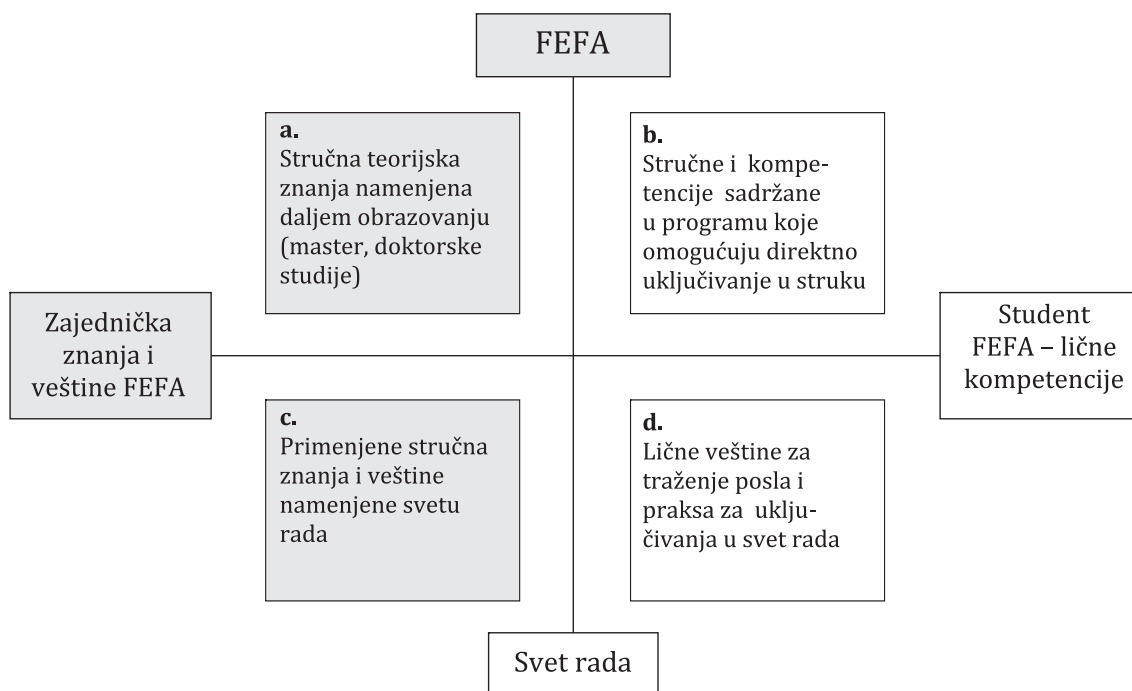 FEFA
a.
Stručna teorijska
znanja namenjena
daljem obrazovanju
(master, doktorske
studije)
b.
Stručne i kompe-
tencije sadržane
u programu koje
omogućuju direktno
uključivanje u struku
Zajednička
znanja i
veštine FEFA
Student
FEFA – lične
kompetencije
c.
Primenjene stručna
znanja i veštine
namenjene svetu
rada
d.
Lične veštine za
traženje posla i
praksa za uklju-
čivanja u svet rada
Svet rada